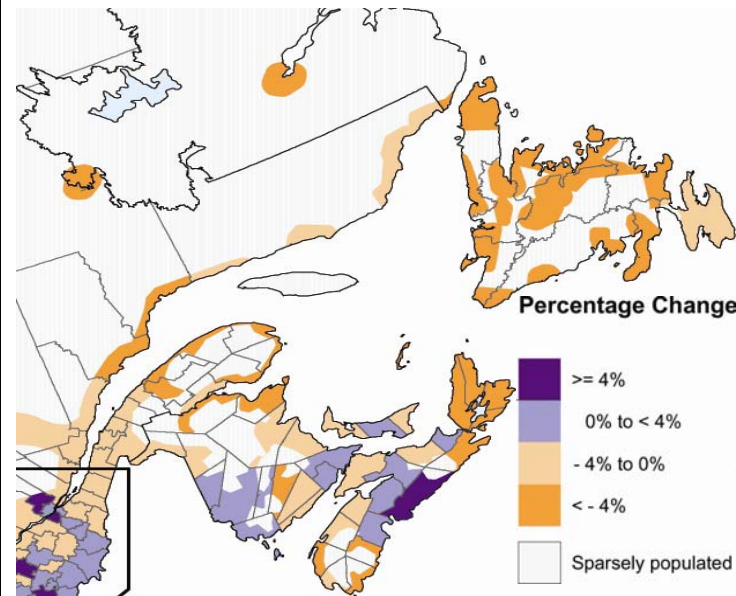 Percentage Change
>= 4%
0% to < 4%
- 4% to 0%
< - 4%
Sparsely populated